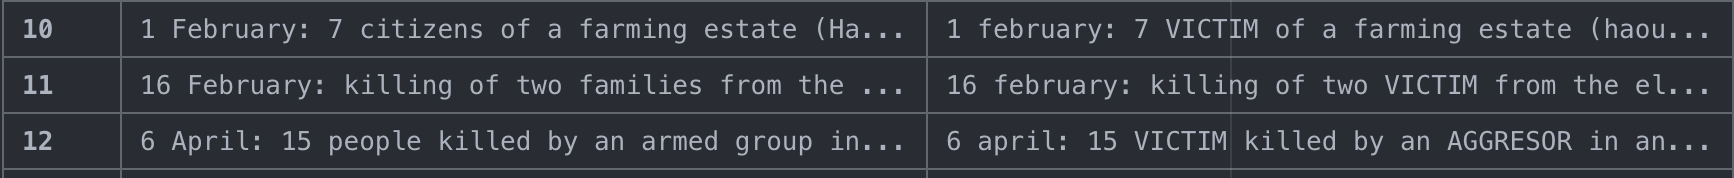 10 1 February: 7 citizens of a farming estate (Ha... 1 february: 7 VICTIM of a farming estate (haou...
11 16 February: killing of two families from the ... 16 february: killing of two VICTIM from the el...
12 6 April: 15 people killed by an armed group in... 6 april: 15 VICTIM killed by an AGGRESOR in an...